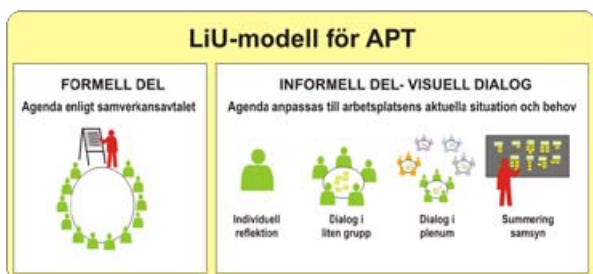 LiU-modell för APT
FORMELL DEL
Agenda enligt samverkansavtalet
INFORMELL DEL- VISUELL DIALOG
Agenda anpassas till arbetsplatsens aktuella situation och behov
Individuell
reflektion
Dialog i
liten grupp
Dialog i
plenum
Summering
samsyn